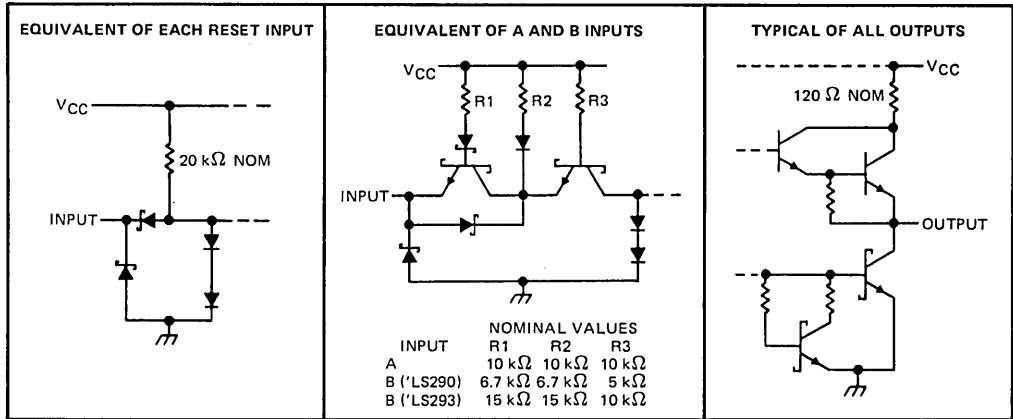 EQUIVALENT OF EACH RESET INPUT
VCC
20 kΩ NOM
INPUT
EQUIVALENT OF A AND B INPUTS
VCC
R1 R2 R3
INPUT
NOMINAL VALUES
INPUT R1 R2 R3
A 10 kΩ 10 kΩ 10 kΩ
B ('LS290) 6.7 kΩ 6.7 kΩ 5 kΩ
B ('LS293) 15 kΩ 15 kΩ 10 kΩ
TYPICAL OF ALL OUTPUTS
VCC
120 Ω NOM
OUTPUT